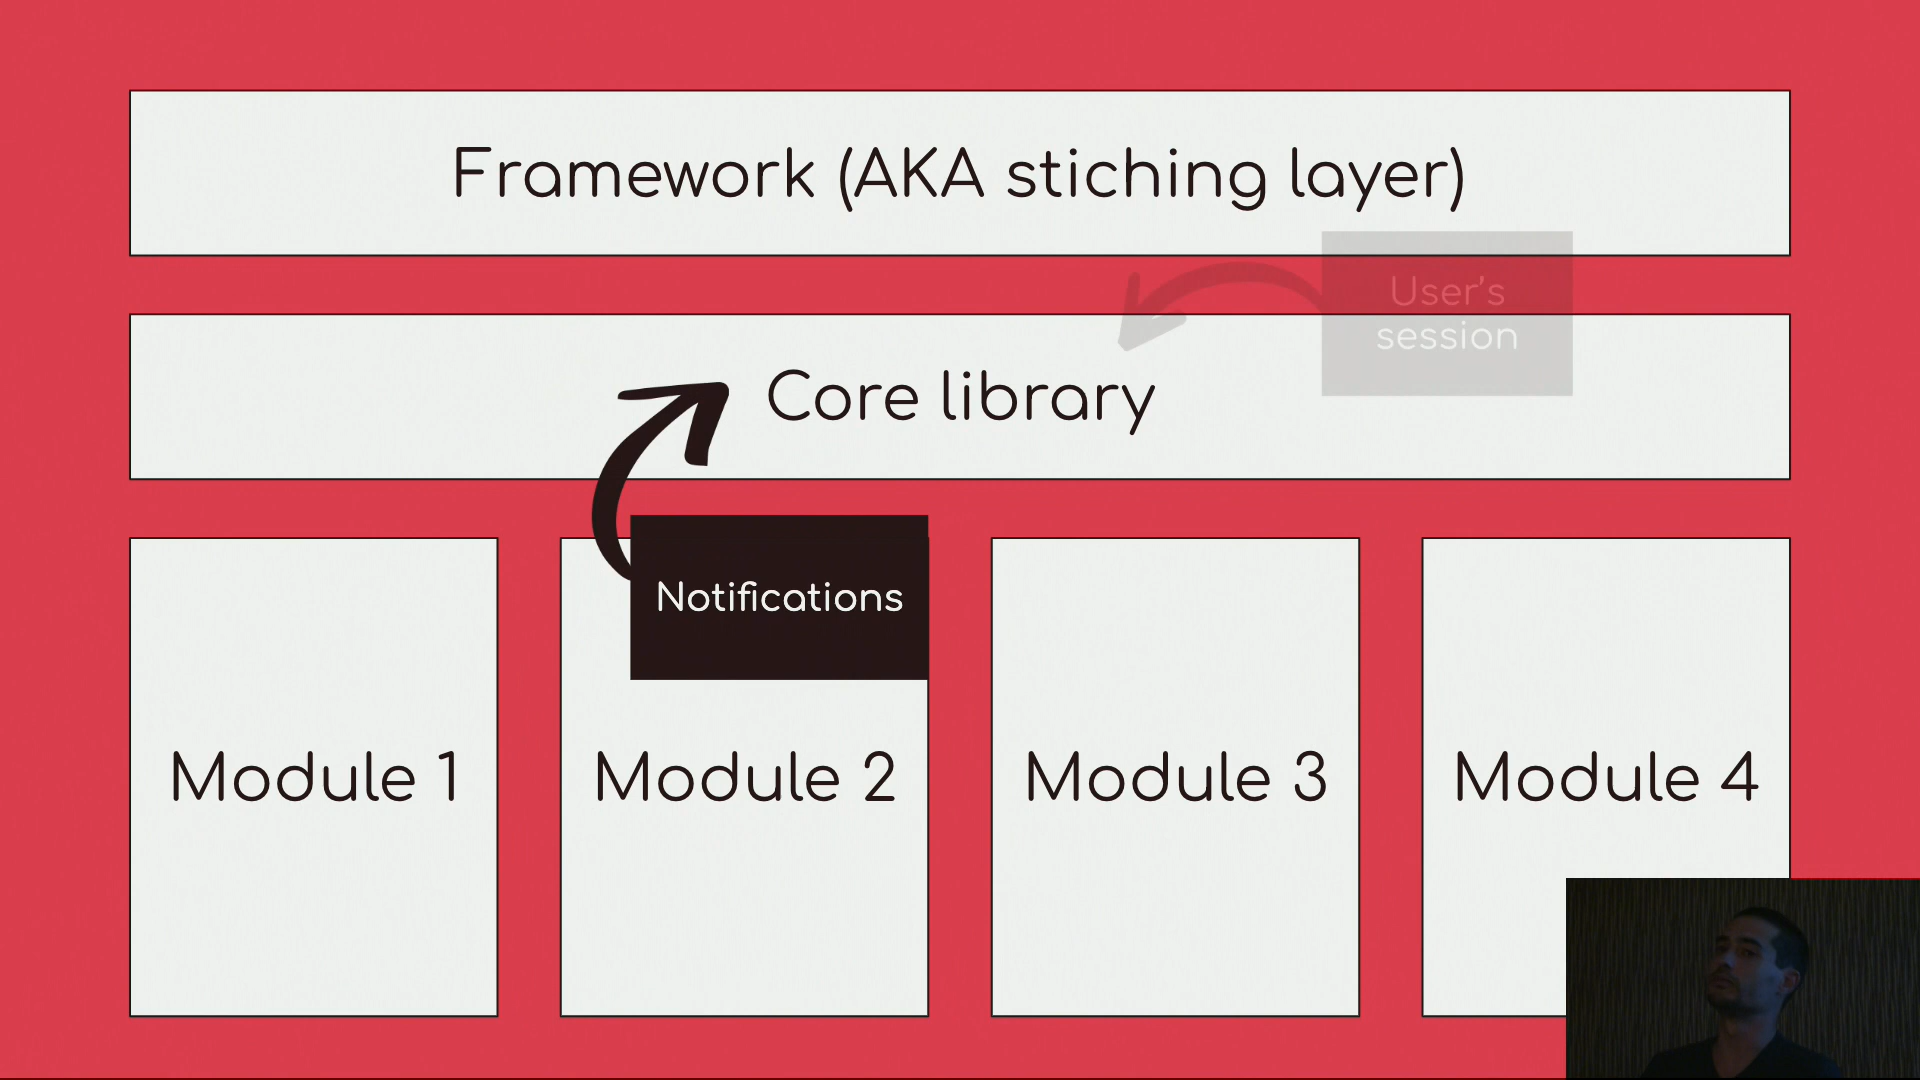 Framework (AKA stiching layer)
User's
session
Core library
Notifications
Module 1
Module 2
Module 3
Module 4